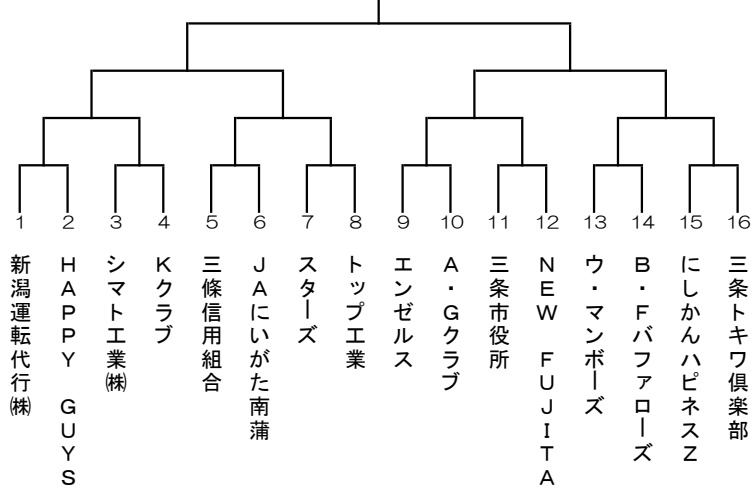 1 2 3 4 5 6 7 8 9 10 11 12 13 14 15 16
新潟運転代行㈱
HAPPY GUYS
シマト工業㈱
Kクラブ
三條信用組合
JAにいがた南蒲
スターズ
トップ工業
エンゼルス
A・Gクラブ
三条市役所
NEW FUJITA
ウ・マンボーズ
B・Fバファローズ
にしかんハピネスZ
三条トキワ倶楽部